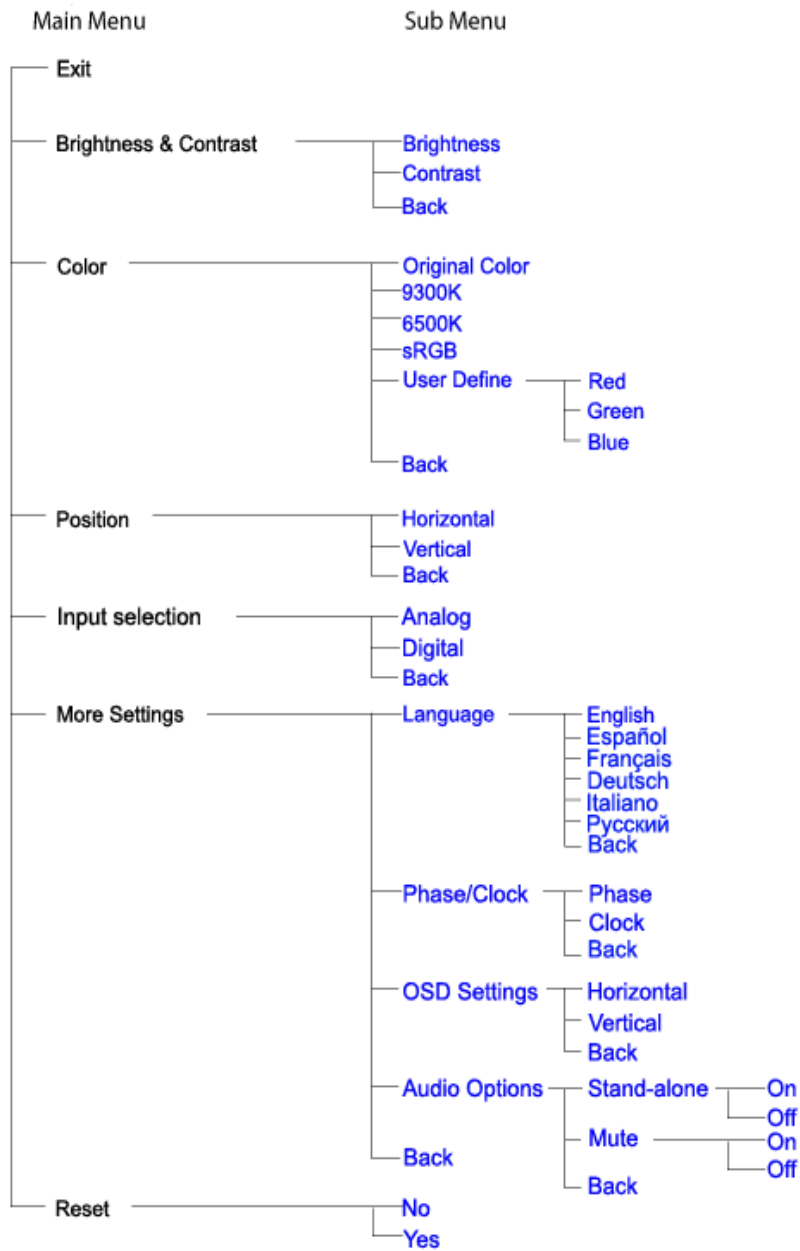 Main Menu Sub Menu
Exit
Brightness & Contrast Brightness
Contrast
Back
Color Original Color
9300K
6500K
sRGB
User Define Red
Green
Blue
Back
Position Horizontal
Vertical
Back
Input selection Analog
Digital
Back
More Settings Language English
Español
Français
Deutsch
Italiano
Русский
Back
Phase/Clock Phase
Clock
Back
OSD Settings Horizontal
Vertical
Back
Audio Options Stand-alone On
Off
Mute On
Off
Back
Back
Reset No
Yes